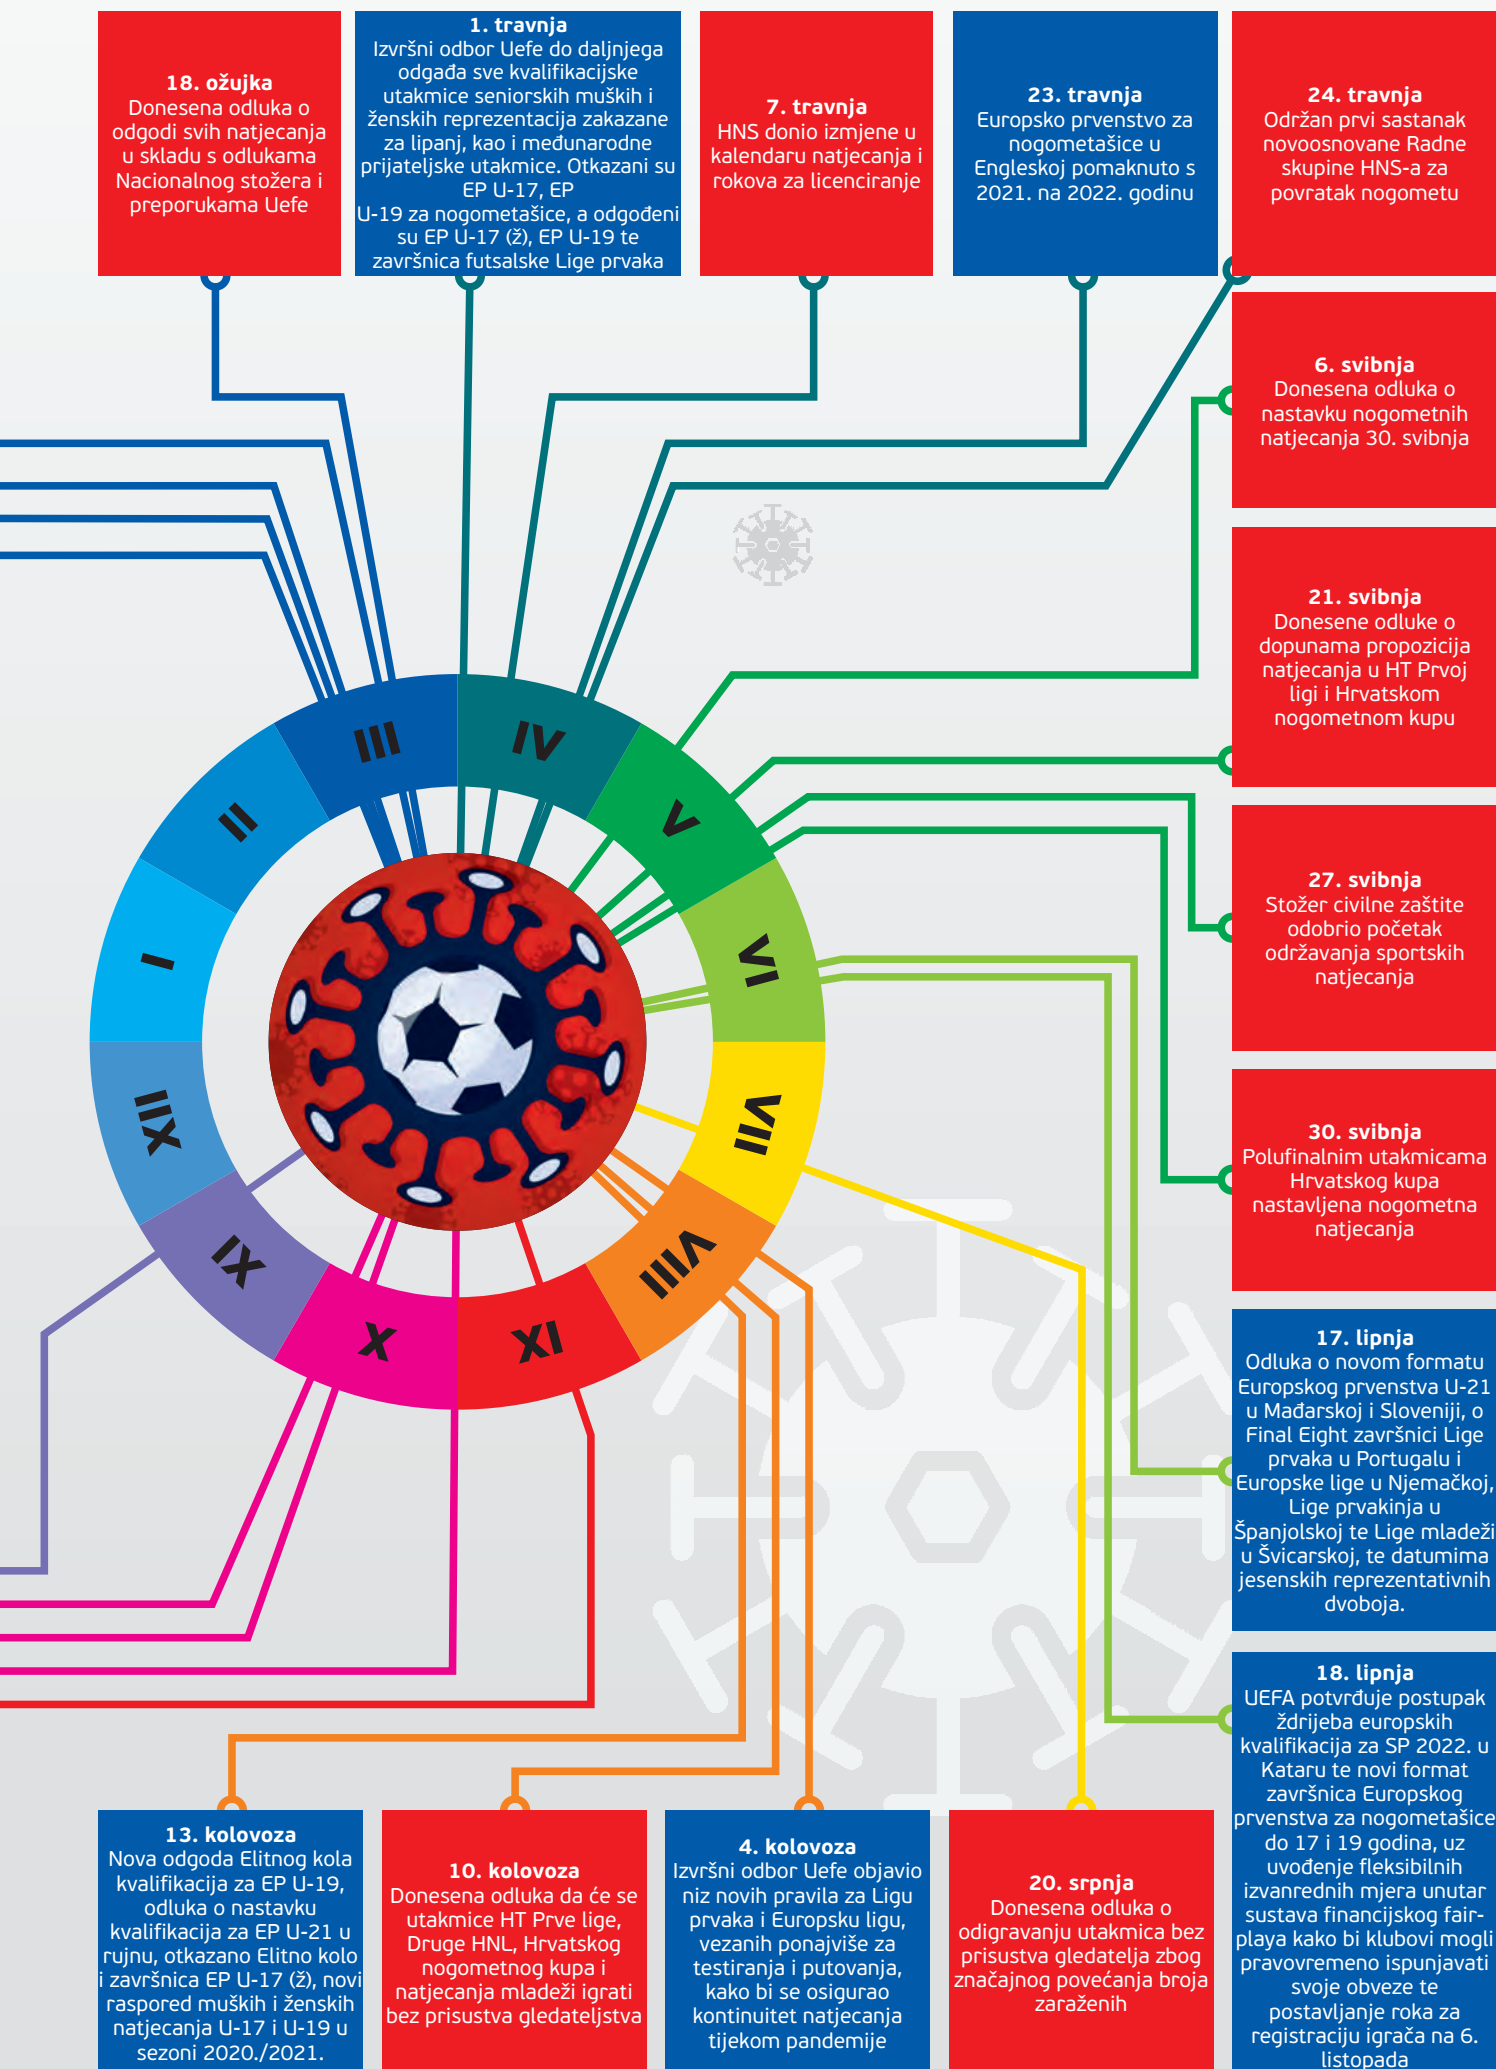 18. ožujka
Donesena odluka o
odgodi svih natjecanja
u skladu s odlukama
Nacionalnog stožera i
preporukama Uefe
1. travnja
Izvršni odbor Uefe do daljnjega
odgađa sve kvalifikacijske
utakmice seniorskih muških i
ženskih reprezentacija zakazane
za lipanj, kao i međunarodne
prijateljske utakmice. Otkazani su
EP U-17, EP
U-19 za nogometašice, a odgođeni
su EP U-17 (ž), EP U-19 te
završnica futsalske Lige prvaka
7. travnja
HNS donio izmjene u
kalendaru natjecanja i
rokova za licenciranje
23. travnja
Europsko prvenstvo za
nogometašice u
Engleskoj pomaknuto s
2021. na 2022. godinu
24. travnja
Održan prvi sastanak
novoosnovane Radne
skupine HNS-a za
povratak nogometu
6. svibnja
Donesena odluka o
nastavku nogometnih
natjecanja 30. svibnja
21. svibnja
Donesene odluke o
dopunama propozicija
natjecanja u HT Prvoj
ligi i Hrvatskom
nogometnom kupu
27. svibnja
Stožer civilne zaštite
odobrio početak
održavanja sportskih
natjecanja
30. svibnja
Polufinalnim utakmicama
Hrvatskog kupa
nastavljena nogometna
natjecanja
17. lipnja
Odluka o novom formatu
Europskog prvenstva U-21
u Mađarskoj i Sloveniji, o
Final Eight završnici Lige
prvaka u Portugalu i
Europske lige u Njemačkoj,
Lige prvakinja u
Španjolskoj te Lige mladeži
u Švicarskoj, te datumima
jesenskih reprezentativnih
dvoboja.
18. lipnja
UEFA potvrđuje postupak
ždrijeba europskih
kvalifikacija za SP 2022. u
Kataru te novi format
završnica Europskog
prvenstva za nogometašice
do 17 i 19 godina, uz
uvođenje fleksibilnih
izvanrednih mjera unutar
sustava financijskog fair-
playa kako bi klubovi mogli
pravovremeno ispunjavati
svoje obveze te
postavljanje roka za
registraciju igrača na 6.
listopada
I
II
III
IV
V
VI
VII
VIII
IX
X
XI
XII
13. kolovoza
Nova odgoda Elitnog kola
kvalifikacija za EP U-19,
odluka o nastavku
kvalifikacija za EP U-21 u
rujnu, otkazano Elitno kolo
i završnica EP U-17 (ž), novi
raspored muških i ženskih
natjecanja U-17 i U-19 u
sezoni 2020./2021.
10. kolovoza
Donesena odluka da će se
utakmice HT Prve lige,
Druge HNL, Hrvatskog
nogometnog kupa i
natjecanja mladeži igrati
bez prisustva gledateljstva
4. kolovoza
Izvršni odbor Uefe objavio
niz novih pravila za Ligu
prvaka i Europsku ligu,
vezanih ponajviše za
testiranja i putovanja,
kako bi se osigurao
kontinuitet natjecanja
tijekom pandemije
20. srpnja
Donesena odluka o
odigravanju utakmica bez
prisustva gledatelja zbog
značajnog povećanja broja
zaraženih